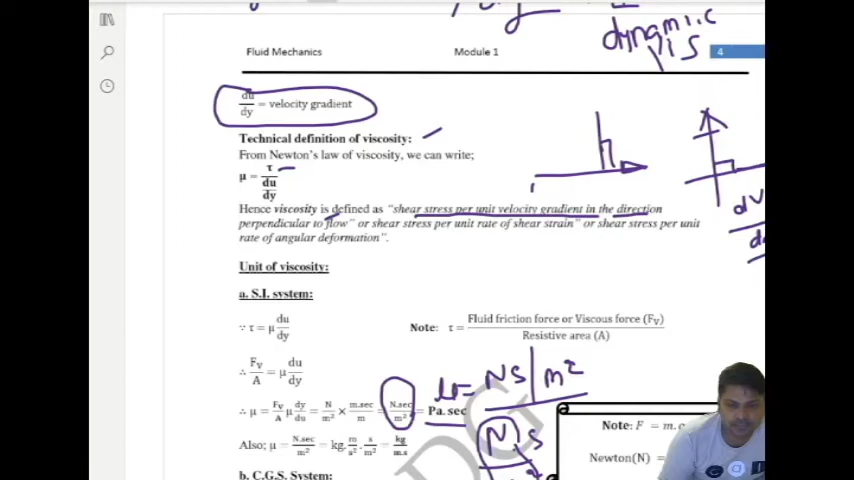 dynamic
vis
Fluid Mechanics Module 1 4
du/dy = velocity gradient
Technical definition of viscosity:
From Newton's law of viscosity, we can write;
μ = τ / (du/dy)
Hence viscosity is defined as "shear stress per unit velocity gradient in the direction
perpendicular to flow" or shear stress per unit rate of shear strain" or shear stress per unit
rate of angular deformation".
Unit of viscosity:
a. S.I. system:
∵ τ = μ du/dy Note: τ = Fluid friction force or Viscous force (Fᵥ) / Resistive area (A)
∴ Fᵥ/A = μ du/dy
∴ μ = Fᵥ/A μ dy/du = N/m² × m.sec/m = N.sec/m² = Pa.sec
μ = NS/m²
N.S
Also; μ = N.sec/m² = kg. m/s² . s/m² = kg/m.s
Note: F = m.
Newton(N) =
b. C.G.S. System:
DG